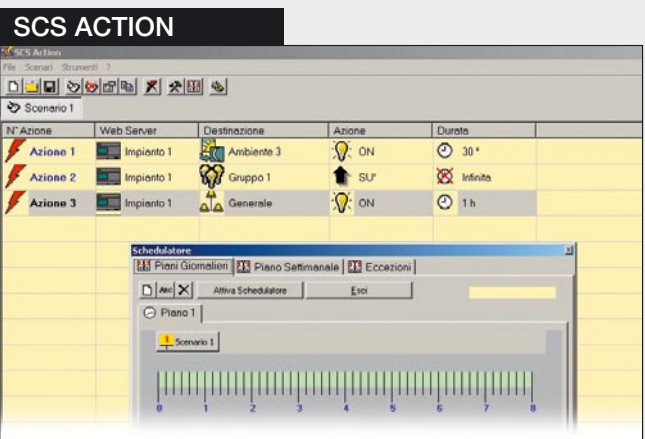 SCS ACTION
SCS Action
File Scenari Strumenti ?
Scenario 1
N°Azione Web Server Destinazione Azione Durata
Azione 1 Impianto 1 Ambiente 3 ON 30 "
Azione 2 Impianto 1 Gruppo 1 SU' Infinita
Azione 3 Impianto 1 Generale ON 1 h
Schedulatore
Piani Giornalieri Piano Settimanale Eccezioni
Attiva Schedulatore Esci
Piano 1
1 Scenario 1
0 1 2 3 4 5 6 7 8